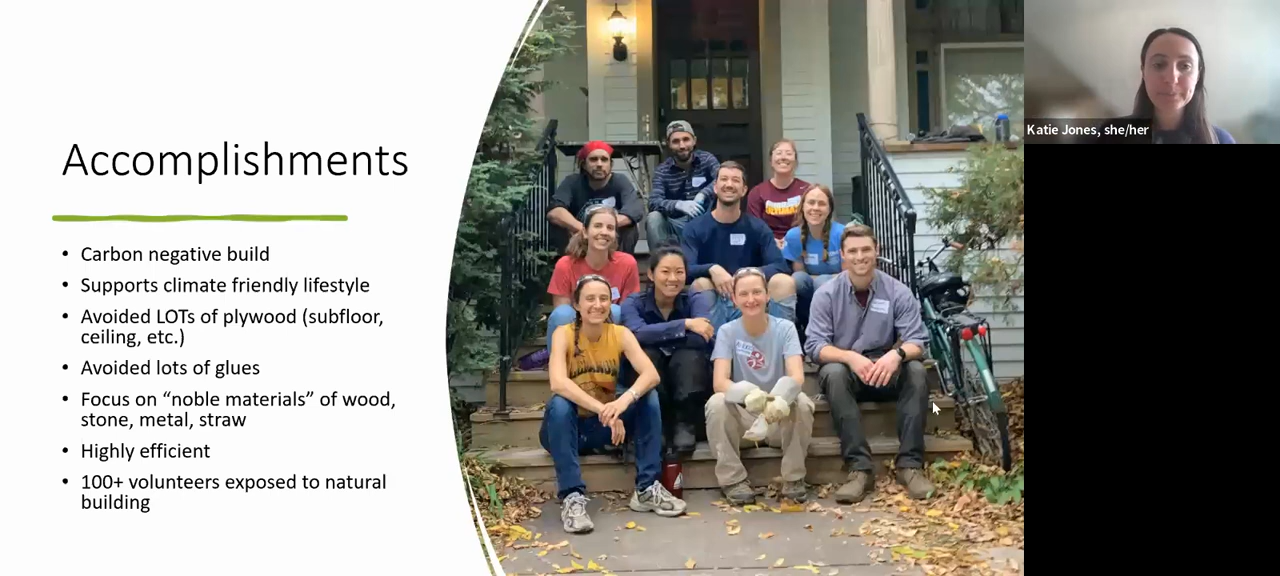 Accomplishments
• Carbon negative build
• Supports climate friendly lifestyle
• Avoided LOTs of plywood (subfloor,
ceiling, etc.)
• Avoided lots of glues
• Focus on “noble materials” of wood,
stone, metal, straw
• Highly efficient
• 100+ volunteers exposed to natural
building
Katie Jones, she/her